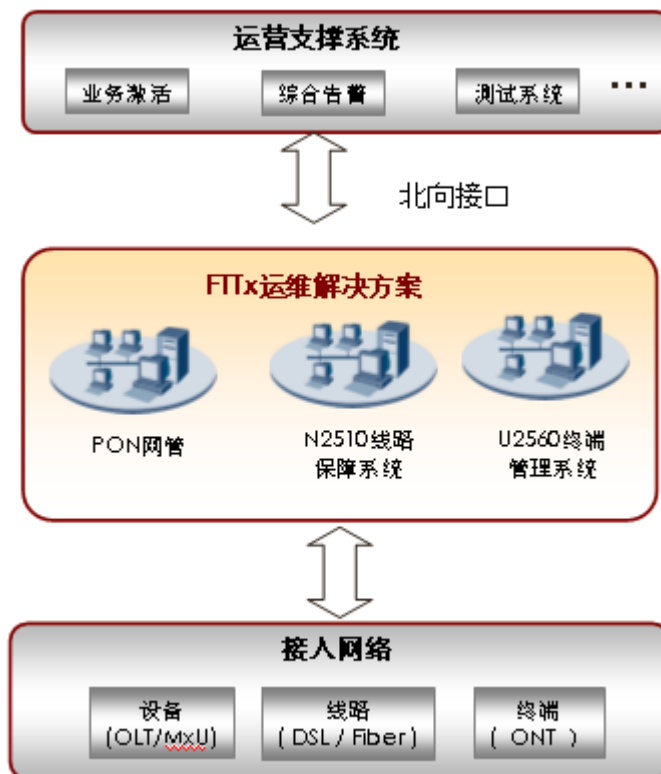 运营支撑系统
业务激活 综合告警 测试系统 ...
北向接口
FTTx运维解决方案
PON网管
N2510线路
保障系统
U2560终端
管理系统
接入网络
设备
(OLT/MxU)
线路
( DSL / Fiber )
终端
( ONT )